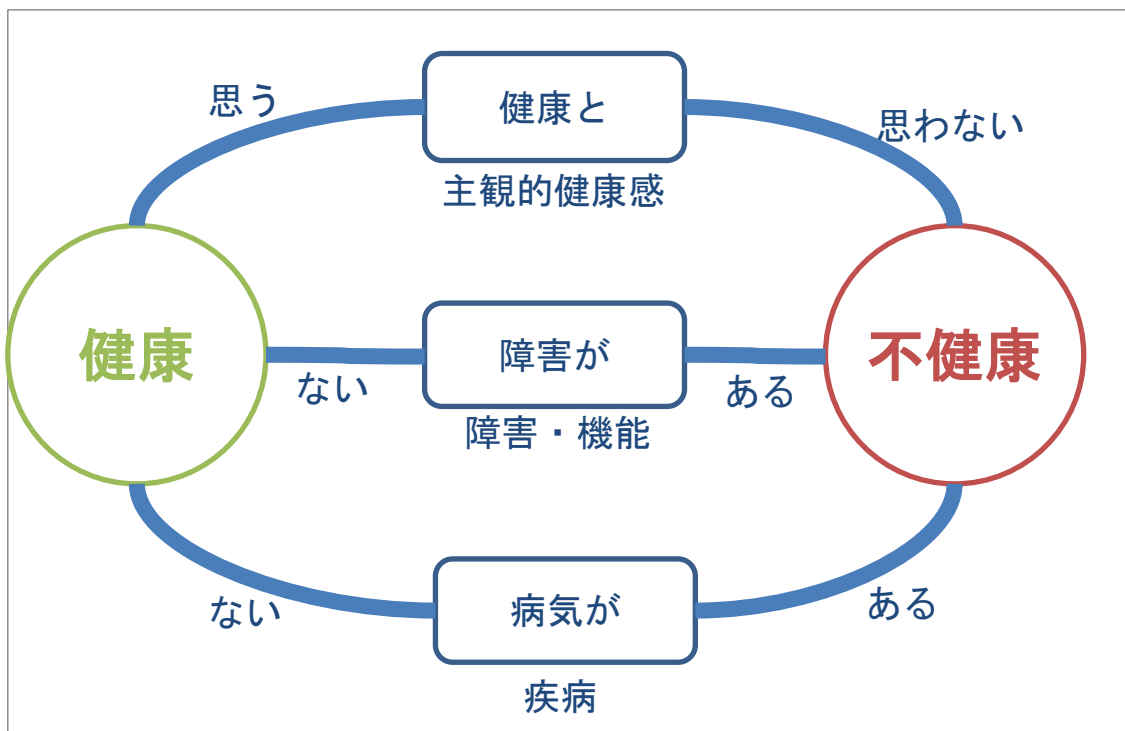 思う
健康と
思わない
主観的健康感
健康
ない
障害が
ある
不健康
障害・機能
ない
病気が
ある
疾病